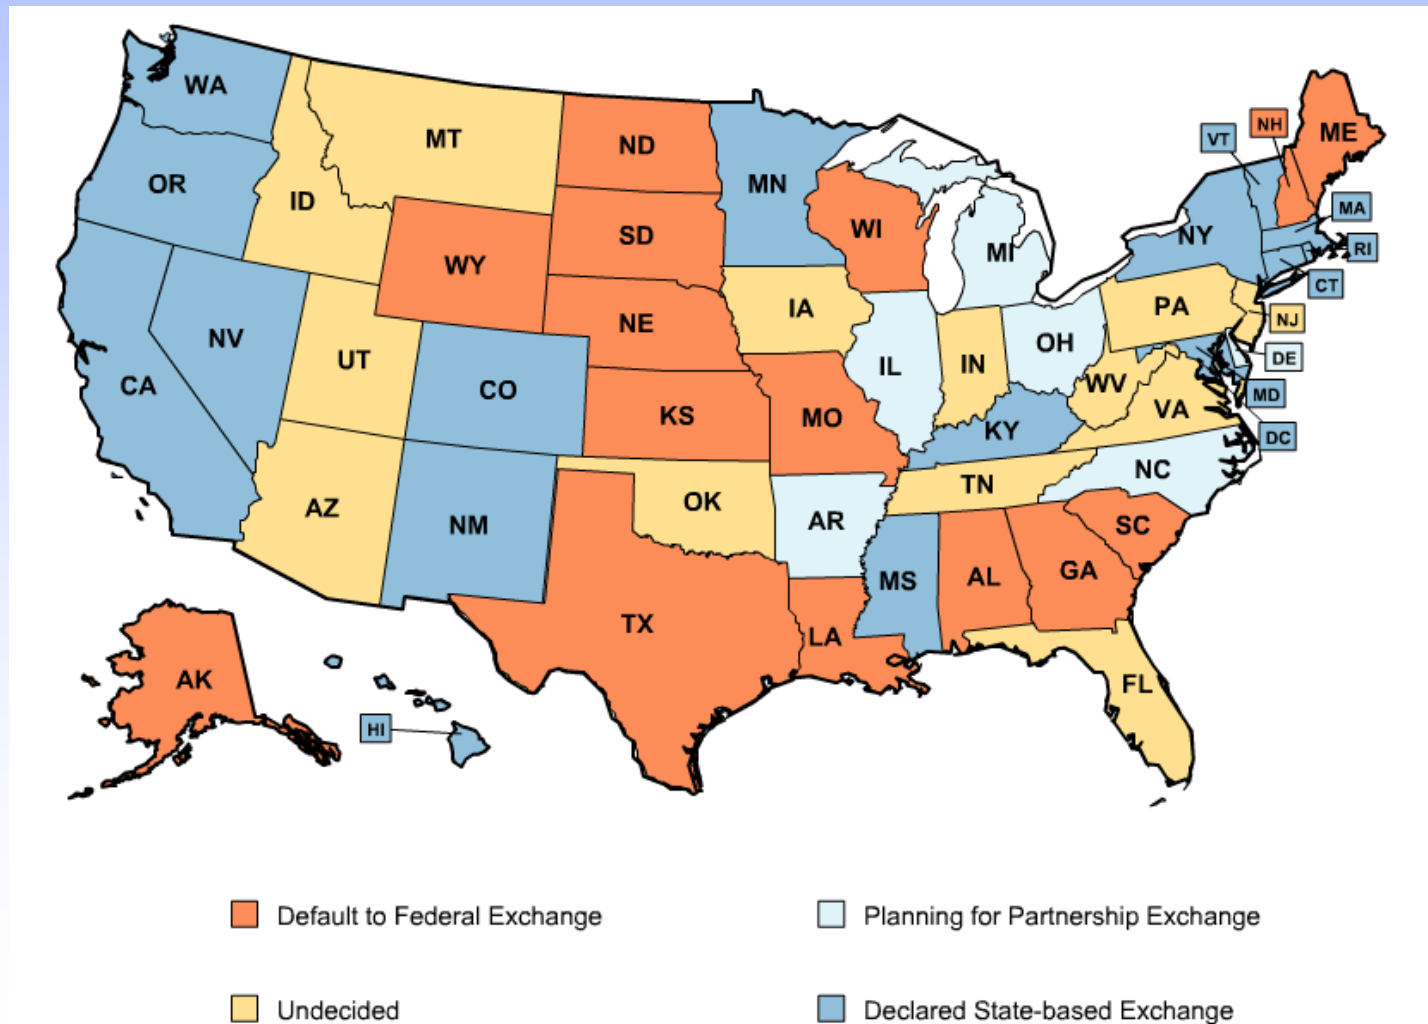 WA
MT
ND
MN
ME
NH
VT
OR
ID
SD
WI
MI
NY
MA
RI
CT
WY
NE
IA
PA
NJ
NV
UT
CO
IL
IN
OH
DE
CA
KS
MO
KY
WV
VA
MD
DC
AZ
NM
OK
AR
TN
NC
SC
TX
LA
MS
AL
GA
FL
AK
HI
Default to Federal Exchange
Planning for Partnership Exchange
Undecided
Declared State-based Exchange